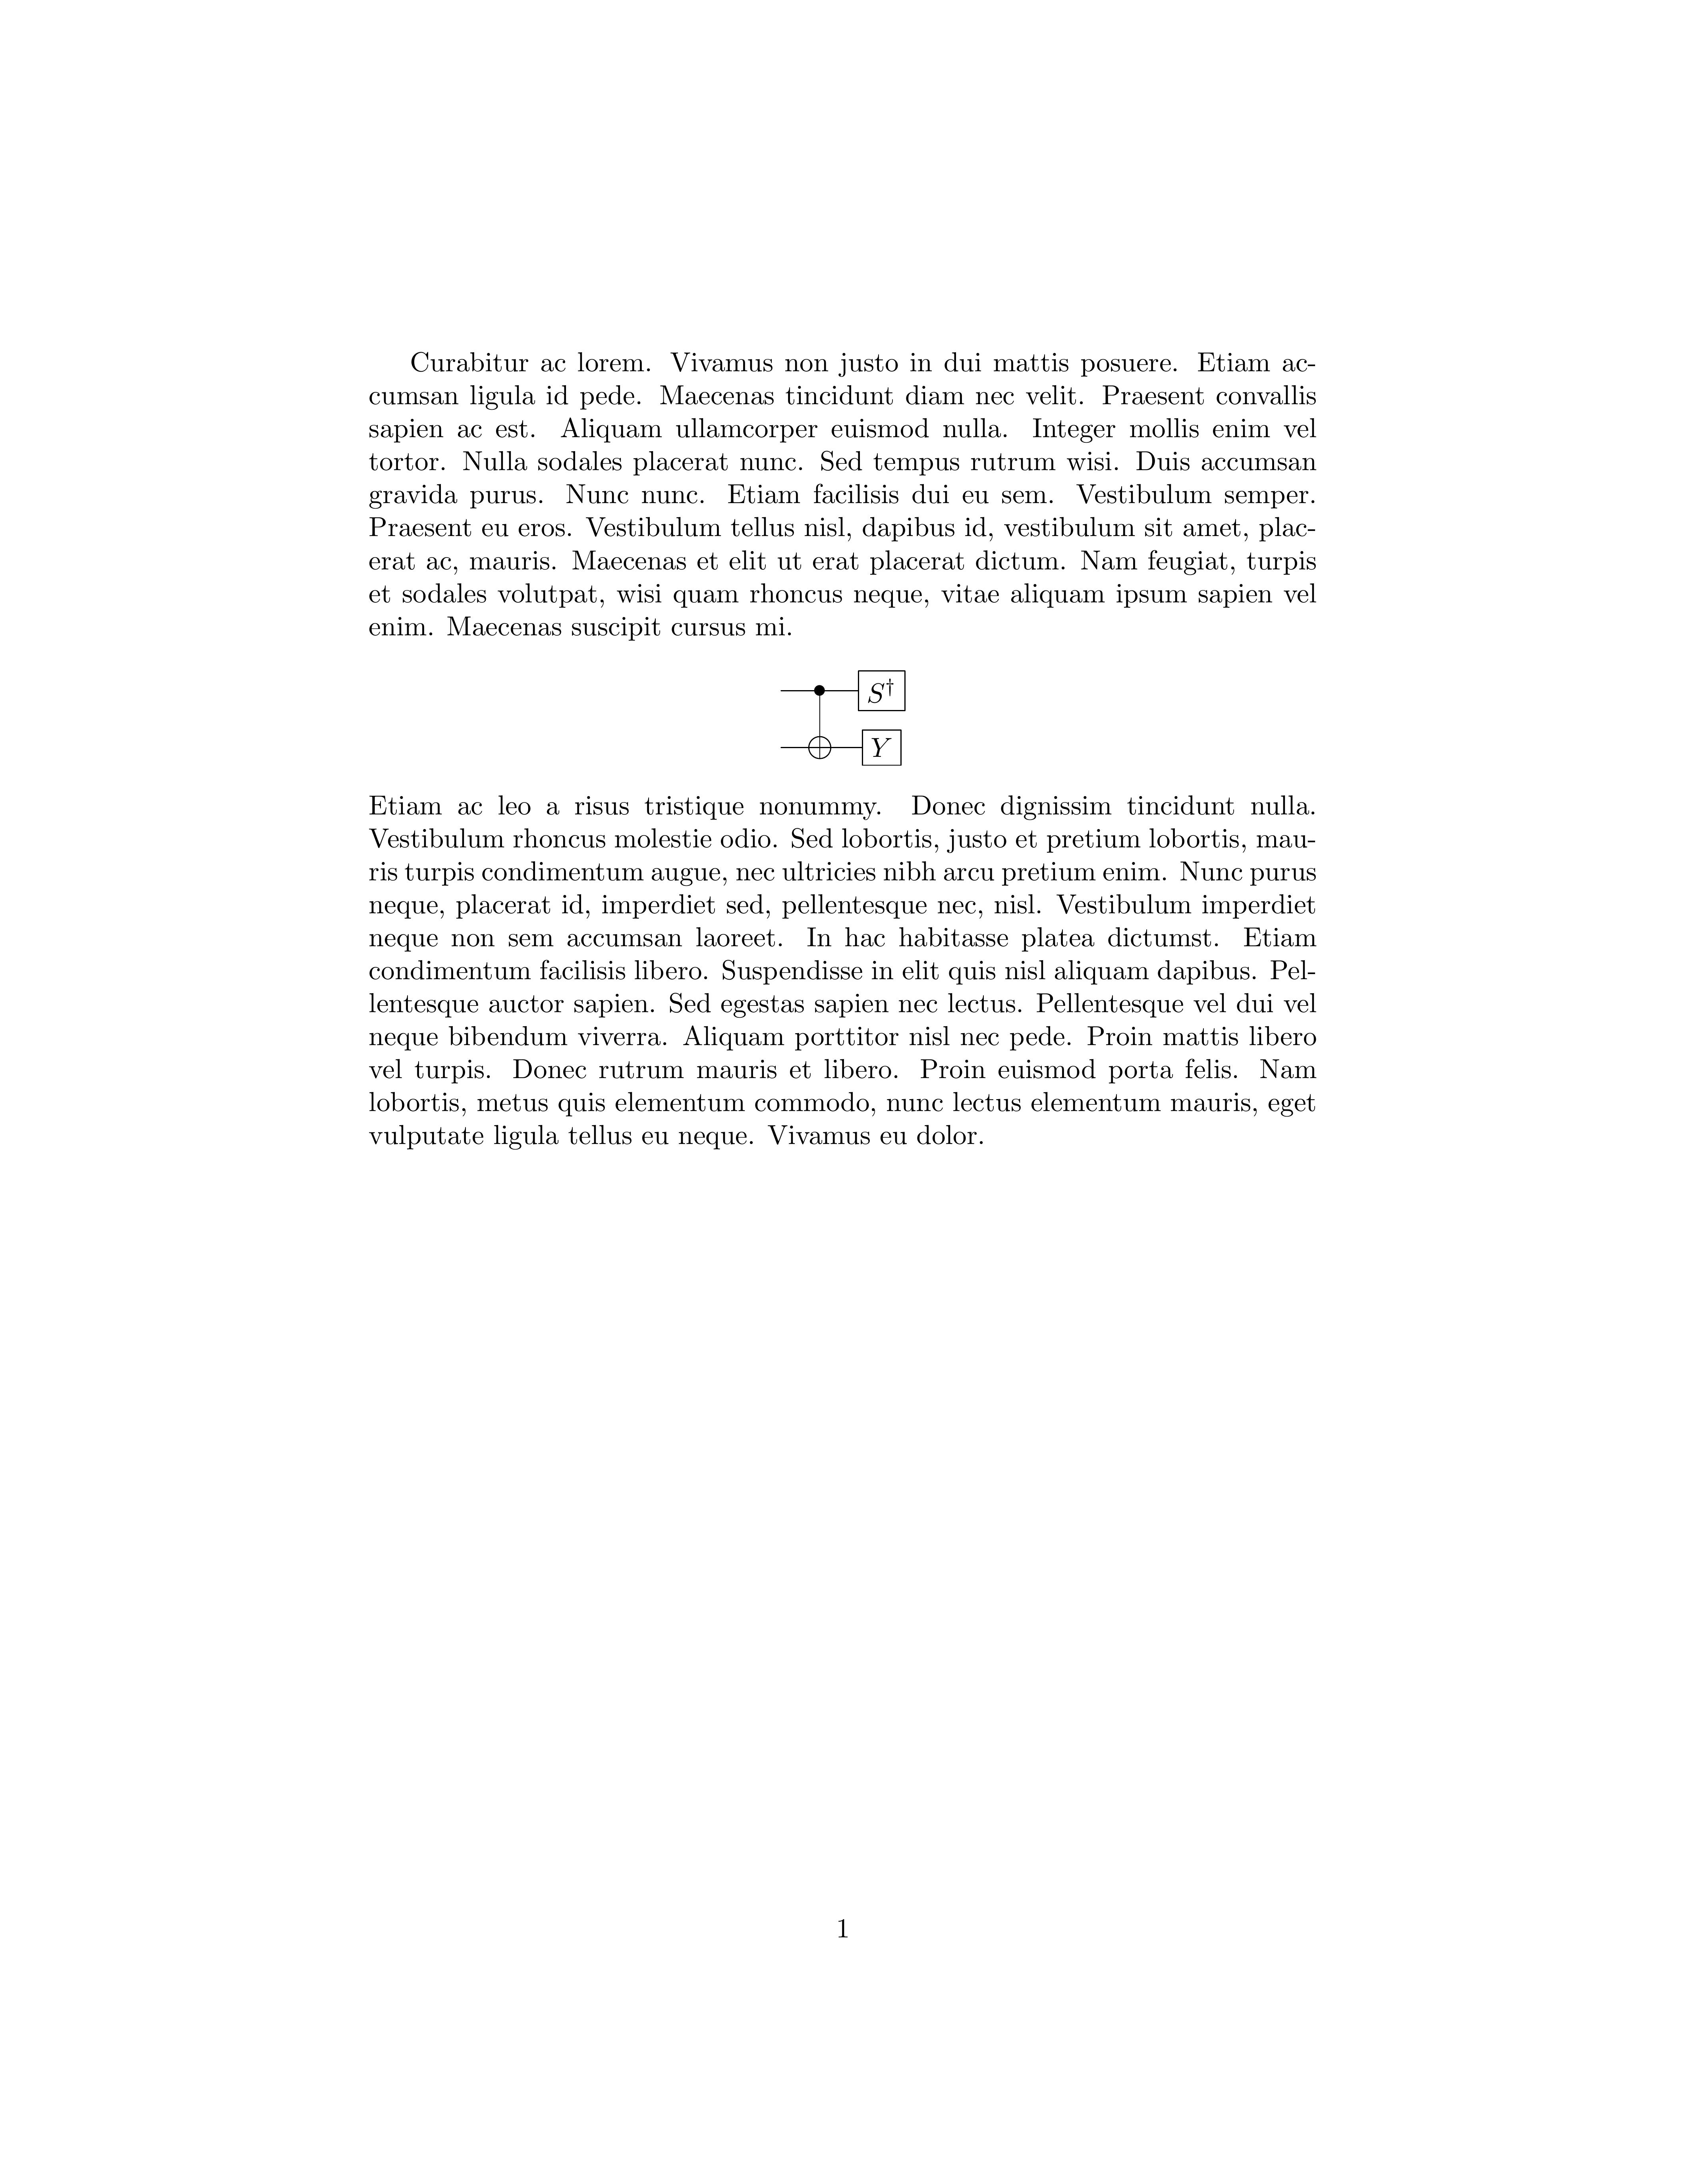 Curabitur ac lorem. Vivamus non justo in dui mattis posuere. Etiam ac-
cumsan ligula id pede. Maecenas tincidunt diam nec velit. Praesent convallis
sapien ac est. Aliquam ullamcorper euismod nulla. Integer mollis enim vel
tortor. Nulla sodales placerat nunc. Sed tempus rutrum wisi. Duis accumsan
gravida purus. Nunc nunc. Etiam facilisis dui eu sem. Vestibulum semper.
Praesent eu eros. Vestibulum tellus nisl, dapibus id, vestibulum sit amet, plac-
erat ac, mauris. Maecenas et elit ut erat placerat dictum. Nam feugiat, turpis
et sodales volutpat, wisi quam rhoncus neque, vitae aliquam ipsum sapien vel
enim. Maecenas suscipit cursus mi.
S†
Y
Etiam ac leo a risus tristique nonummy. Donec dignissim tincidunt nulla.
Vestibulum rhoncus molestie odio. Sed lobortis, justo et pretium lobortis, mau-
ris turpis condimentum augue, nec ultricies nibh arcu pretium enim. Nunc purus
neque, placerat id, imperdiet sed, pellentesque nec, nisl. Vestibulum imperdiet
neque non sem accumsan laoreet. In hac habitasse platea dictumst. Etiam
condimentum facilisis libero. Suspendisse in elit quis nisl aliquam dapibus. Pel-
lentesque auctor sapien. Sed egestas sapien nec lectus. Pellentesque vel dui vel
neque bibendum viverra. Aliquam porttitor nisl nec pede. Proin mattis libero
vel turpis. Donec rutrum mauris et libero. Proin euismod porta felis. Nam
lobortis, metus quis elementum commodo, nunc lectus elementum mauris, eget
vulputate ligula tellus eu neque. Vivamus eu dolor.
1